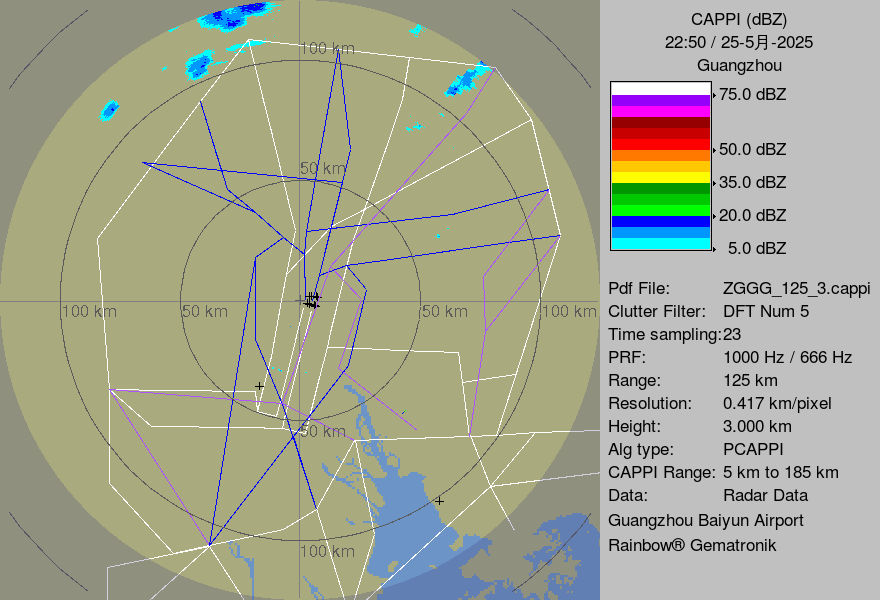 CAPPI (dBZ)
22:50 / 25-5月-2025
Guangzhou
75.0 dBZ
50.0 dBZ
35.0 dBZ
20.0 dBZ
5.0 dBZ
Pdf File: ZGGG_125_3.cappi
Clutter Filter: DFT Num 5
Time sampling:23
PRF: 1000 Hz / 666 Hz
Range: 125 km
Resolution: 0.417 km/pixel
Height: 3.000 km
Alg type: PCAPPI
CAPPI Range: 5 km to 185 km
Data: Radar Data
Guangzhou Baiyun Airport
Rainbow® Gematronik
100 km
50 km
100 km
50 km
50 km
100 km
50 km
100 km